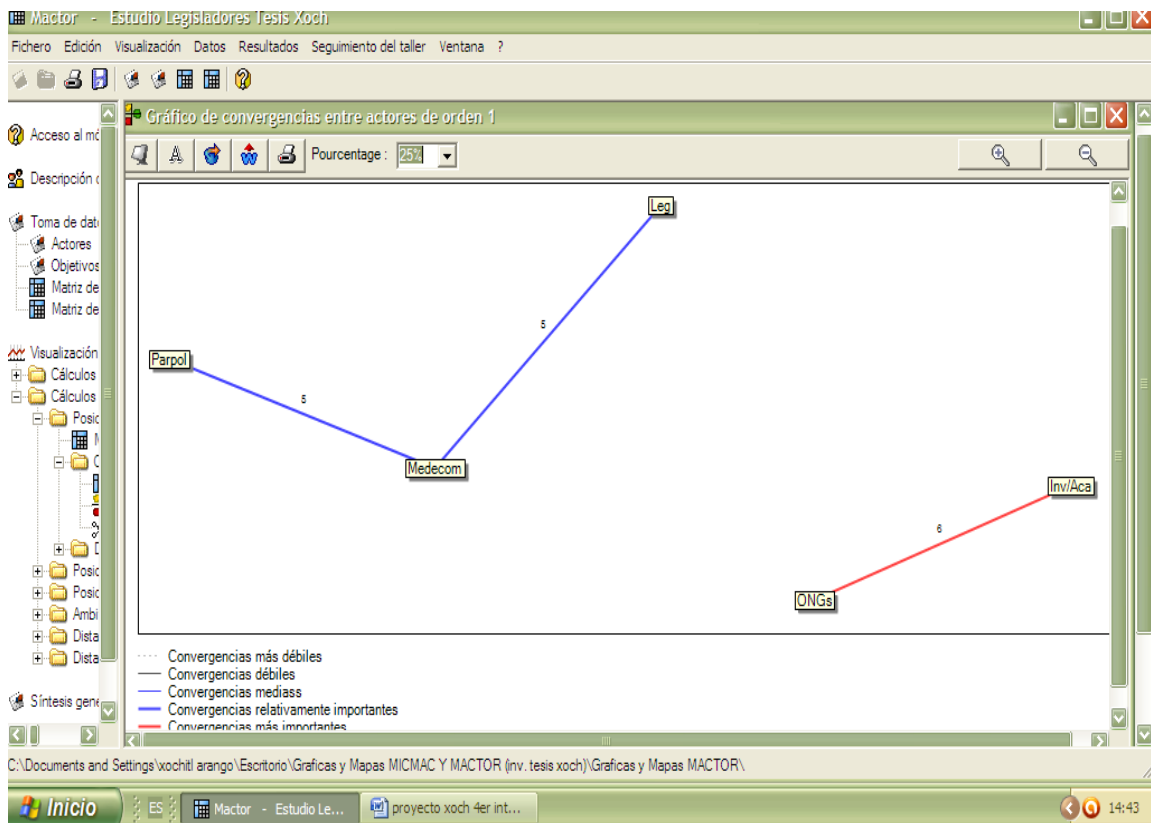 Mactor - Estudio Legisladores Tesis Xoch
Fichero Edición Visualización Datos Resultados Seguimiento del taller Ventana ?
Gráfico de convergencias entre actores de orden 1
Pourcentage : 25%
Acceso al mó
Descripción
Toma de dat
Actores
Objetivos
Matriz de
Matriz de
Visualización
Cálculos
Cálculos
Posic
Posic
Posic
Ambi
Dista
Dista
Síntesis gene
Leg
5
Parpol
5
Medecom
Inv/Aca
6
ONGs
Convergencias más débiles
Convergencias débiles
Convergencias mediass
Convergencias relativamente importantes
Convergencias más importantes
C:\Documents and Settings\xochitl arango\Escritorio\Graficas y Mapas MICMAC Y MACTOR (inv. tesis xoch)\Graficas y Mapas MACTOR\
Inicio ES Mactor - Estudio Le... proyecto xoch 4er int... 14:43